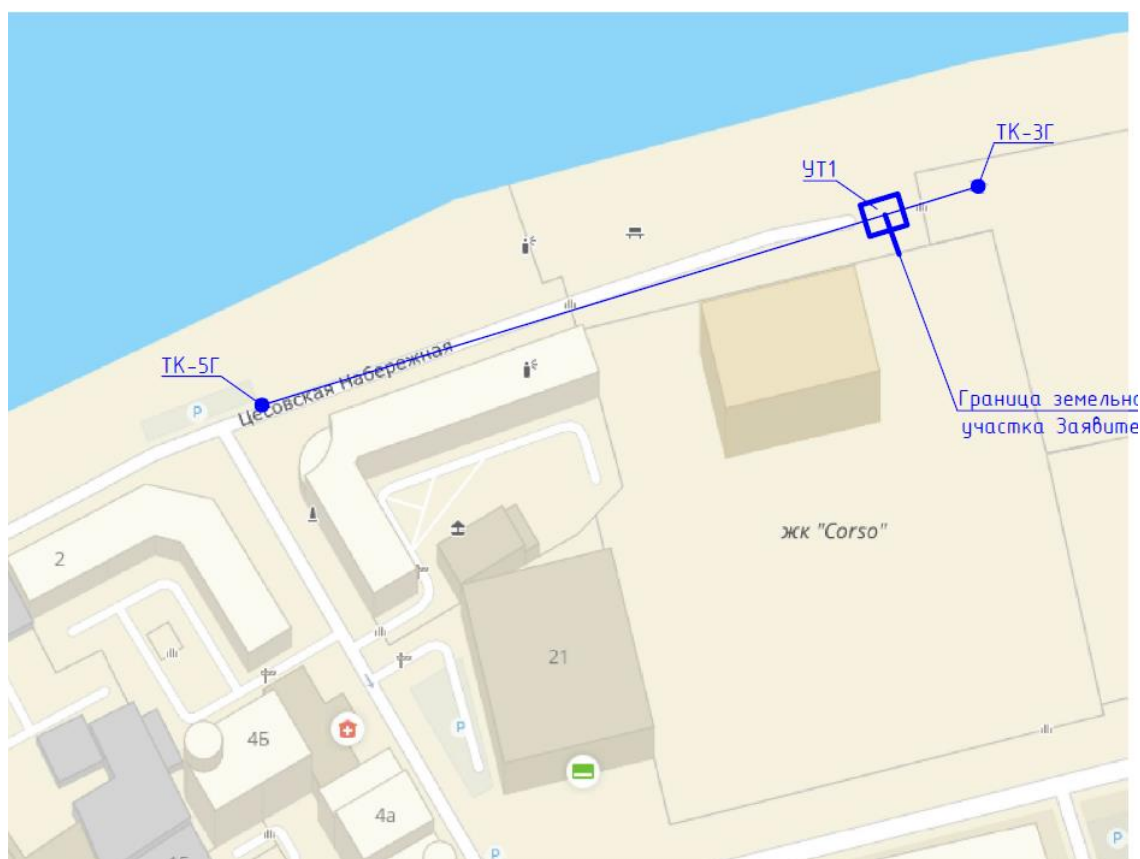 ТК-3Г
УТ1
ТК-5Г
Цесовская Набережная
P
Граница земельно
участка Заявите
жк "Corso"
2
21
P
4Б
4а
P
P